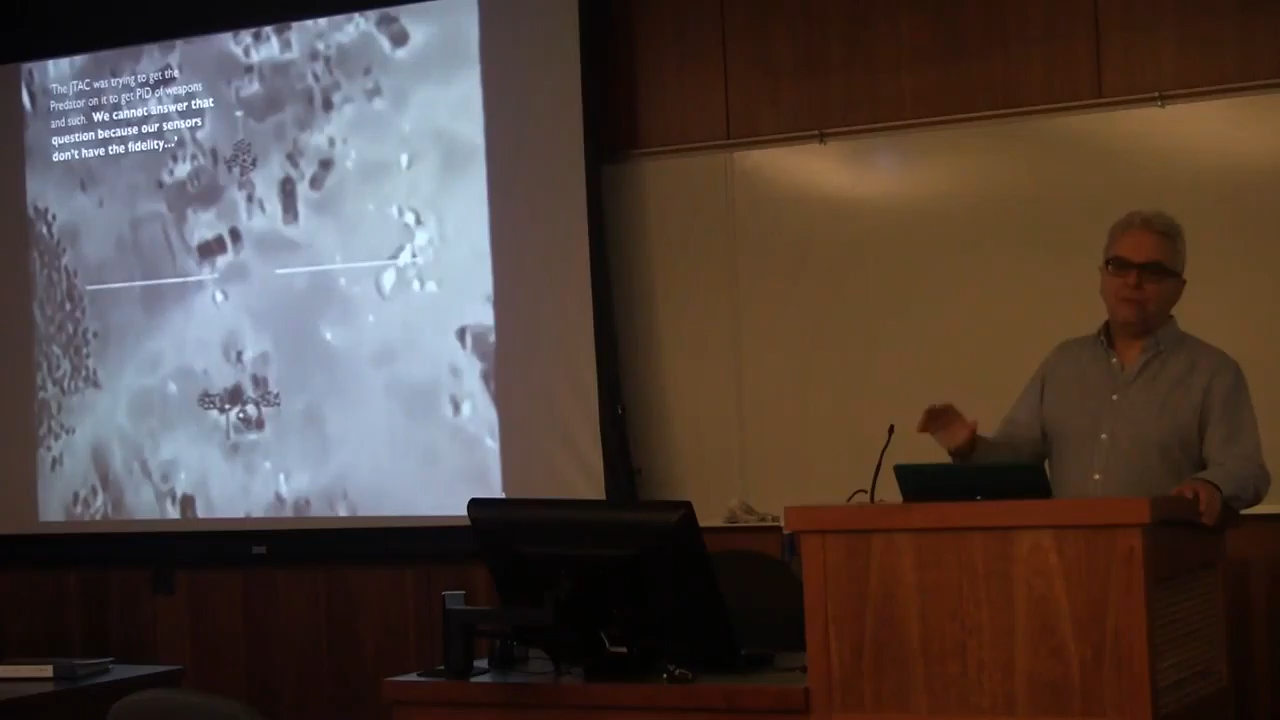 'The JTAC was trying to get the
Predator on it to get PID of weapons
and such. We cannot answer that
question because our sensors
don't have the fidelity...'